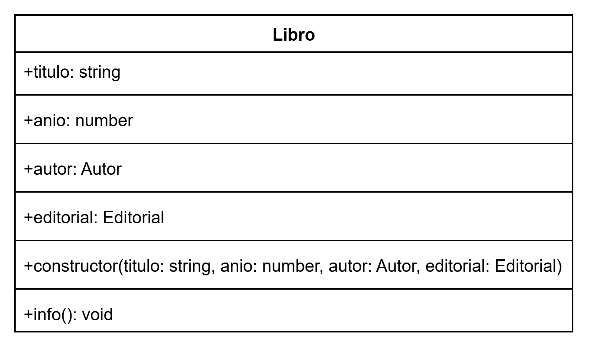 Libro
+titulo: string
+anio: number
+autor: Autor
+editorial: Editorial
+constructor(titulo: string, anio: number, autor: Autor, editorial: Editorial)
+info(): void